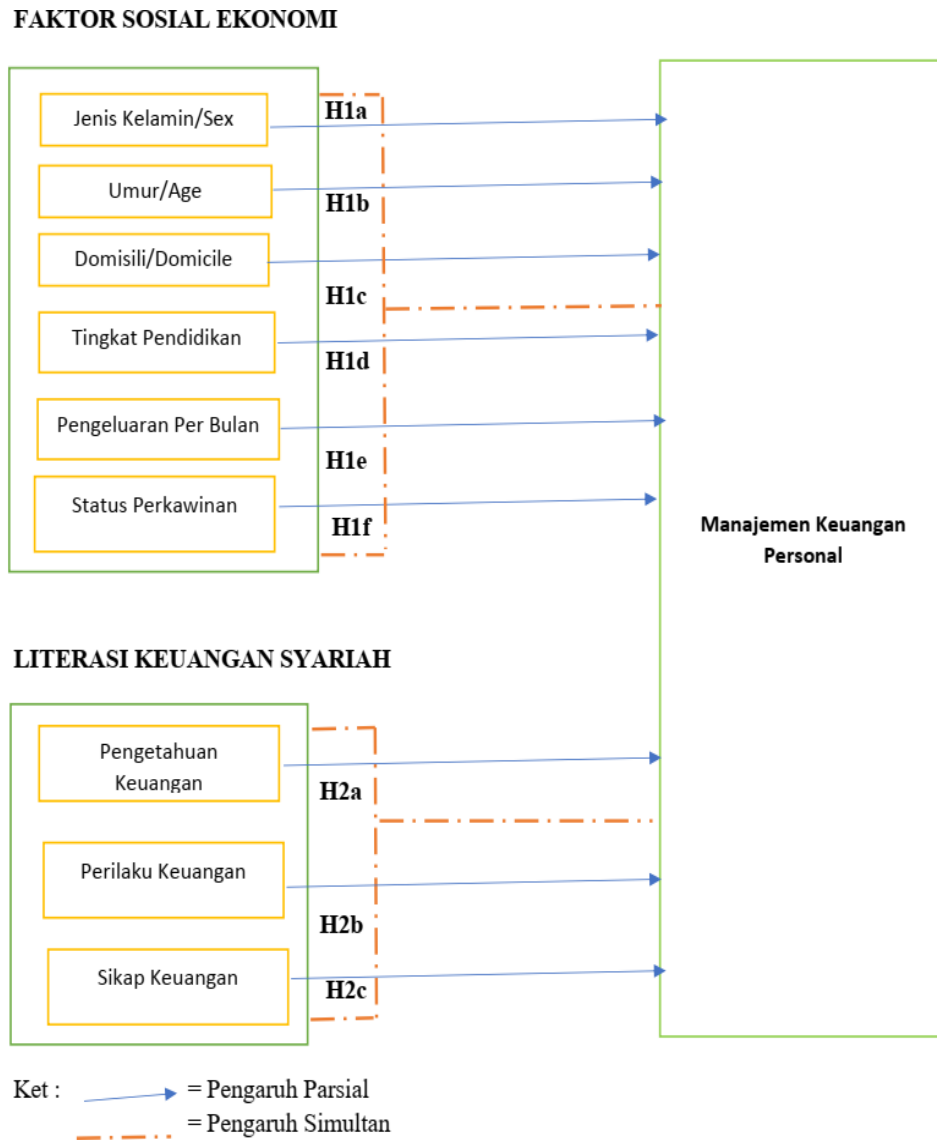 FAKTOR SOSIAL EKONOMI
Jenis Kelamin/Sex
H1a
Umur/Age
H1b
Domisili/Domicile
H1c
Tingkat Pendidikan
H1d
Pengeluaran Per Bulan
H1e
Status Perkawinan
H1f
Manajemen Keuangan
Personal
LITERASI KEUANGAN SYARIAH
Pengetahuan
Keuangan
H2a
Perilaku Keuangan
H2b
Sikap Keuangan
H2c
Ket : = Pengaruh Parsial
= Pengaruh Simultan